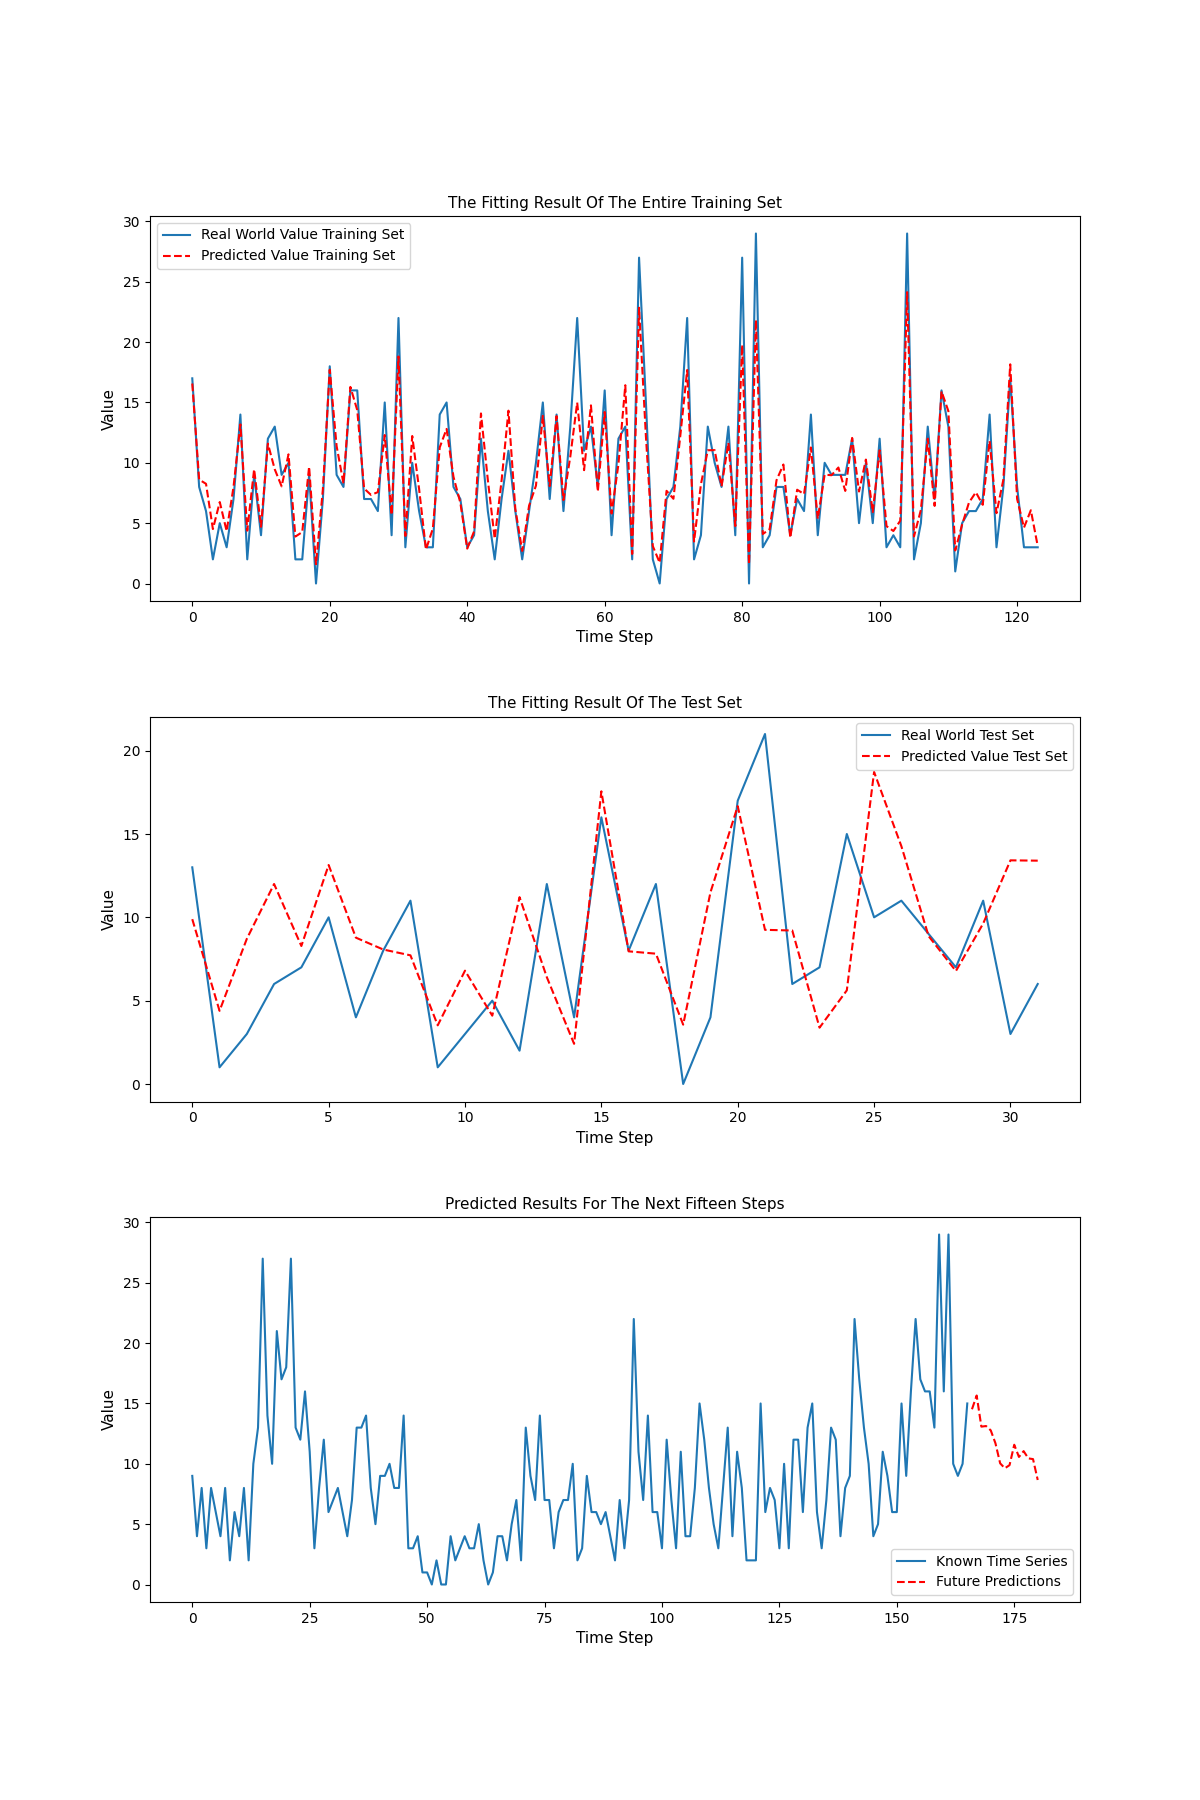 The Fitting Result Of The Entire Training Set
30
25
20
15
10
5
0
Value
Real World Value Training Set
Predicted Value Training Set
0 20 40 60 80 100 120
Time Step
The Fitting Result Of The Test Set
20
15
10
5
0
Value
Real World Test Set
Predicted Value Test Set
0 5 10 15 20 25 30
Time Step
Predicted Results For The Next Fifteen Steps
30
25
20
15
10
5
0
Value
Known Time Series
Future Predictions
0 25 50 75 100 125 150 175
Time Step